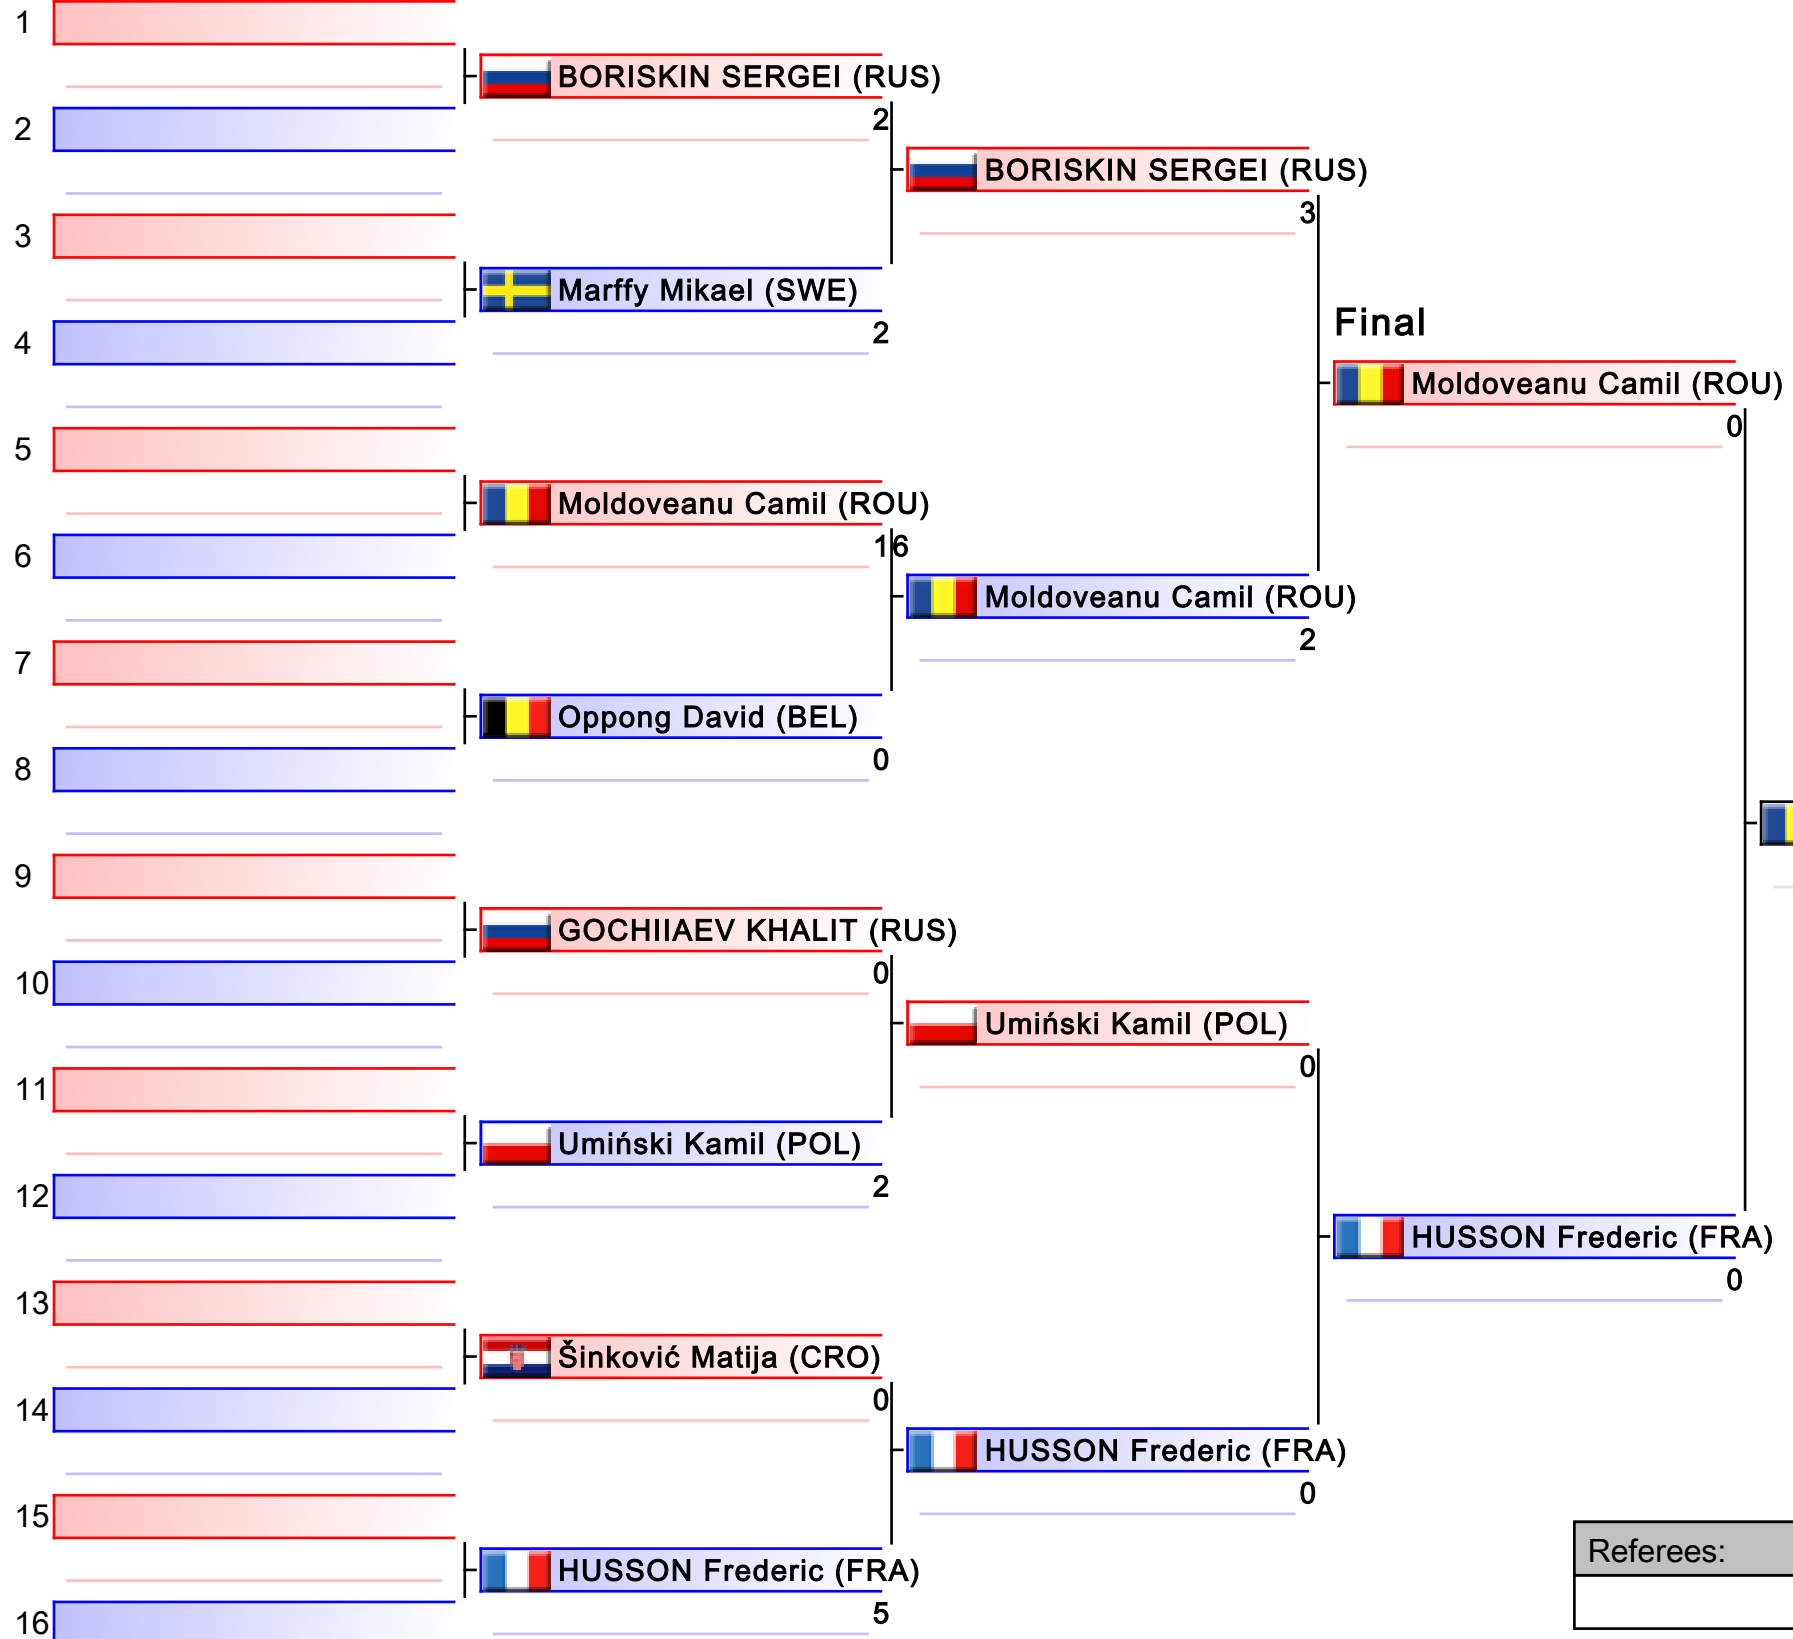 1
BORISKIN SERGEI (RUS)
2
2
BORISKIN SERGEI (RUS)
3
3
Marffy Mikael (SWE)
2
4
Final
Moldoveanu Camil (ROU)
0
5
Moldoveanu Camil (ROU)
16
6
Moldoveanu Camil (ROU)
2
7
Oppong David (BEL)
0
8
9
GOCHIIAEV KHALIT (RUS)
0
10
Umiński Kamil (POL)
0
11
Umiński Kamil (POL)
2
12
HUSSON Frederic (FRA)
0
13
Šinković Matija (CRO)
0
14
HUSSON Frederic (FRA)
0
15
Referees:
HUSSON Frederic (FRA)
5
16